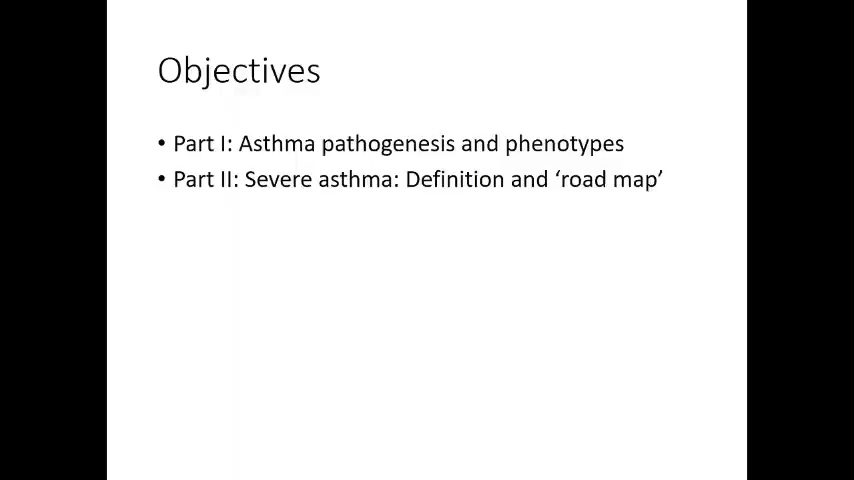 Objectives
• Part I: Asthma pathogenesis and phenotypes
• Part II: Severe asthma: Definition and ‘road map’